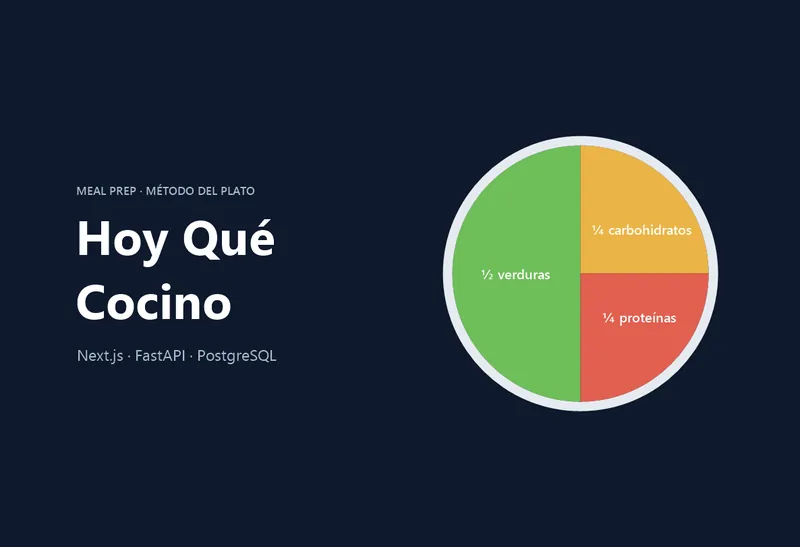 MEAL PREP · MÉTODO DEL PLATO
Hoy Qué
Cocino
Next.js · FastAPI · PostgreSQL
½ verduras
¼ carbohidratos
¼ proteínas